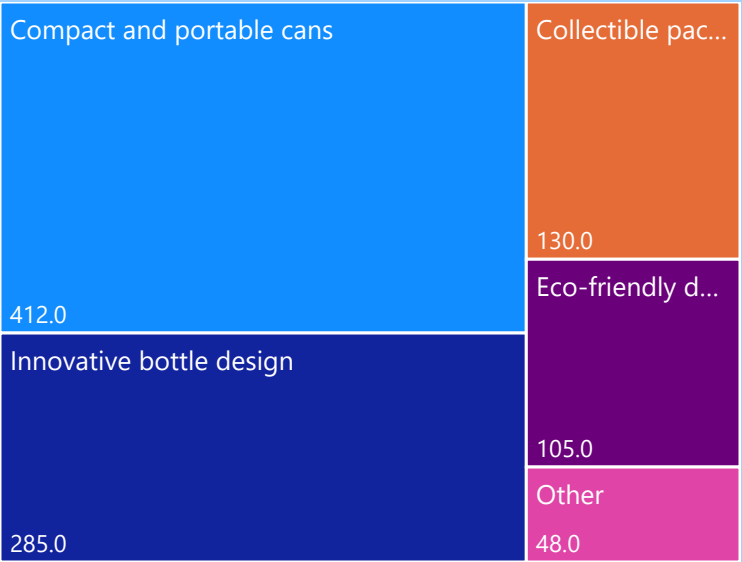 Compact and portable cans
412.0
Innovative bottle design
285.0
Collectible pac...
130.0
Eco-friendly d...
105.0
Other
48.0